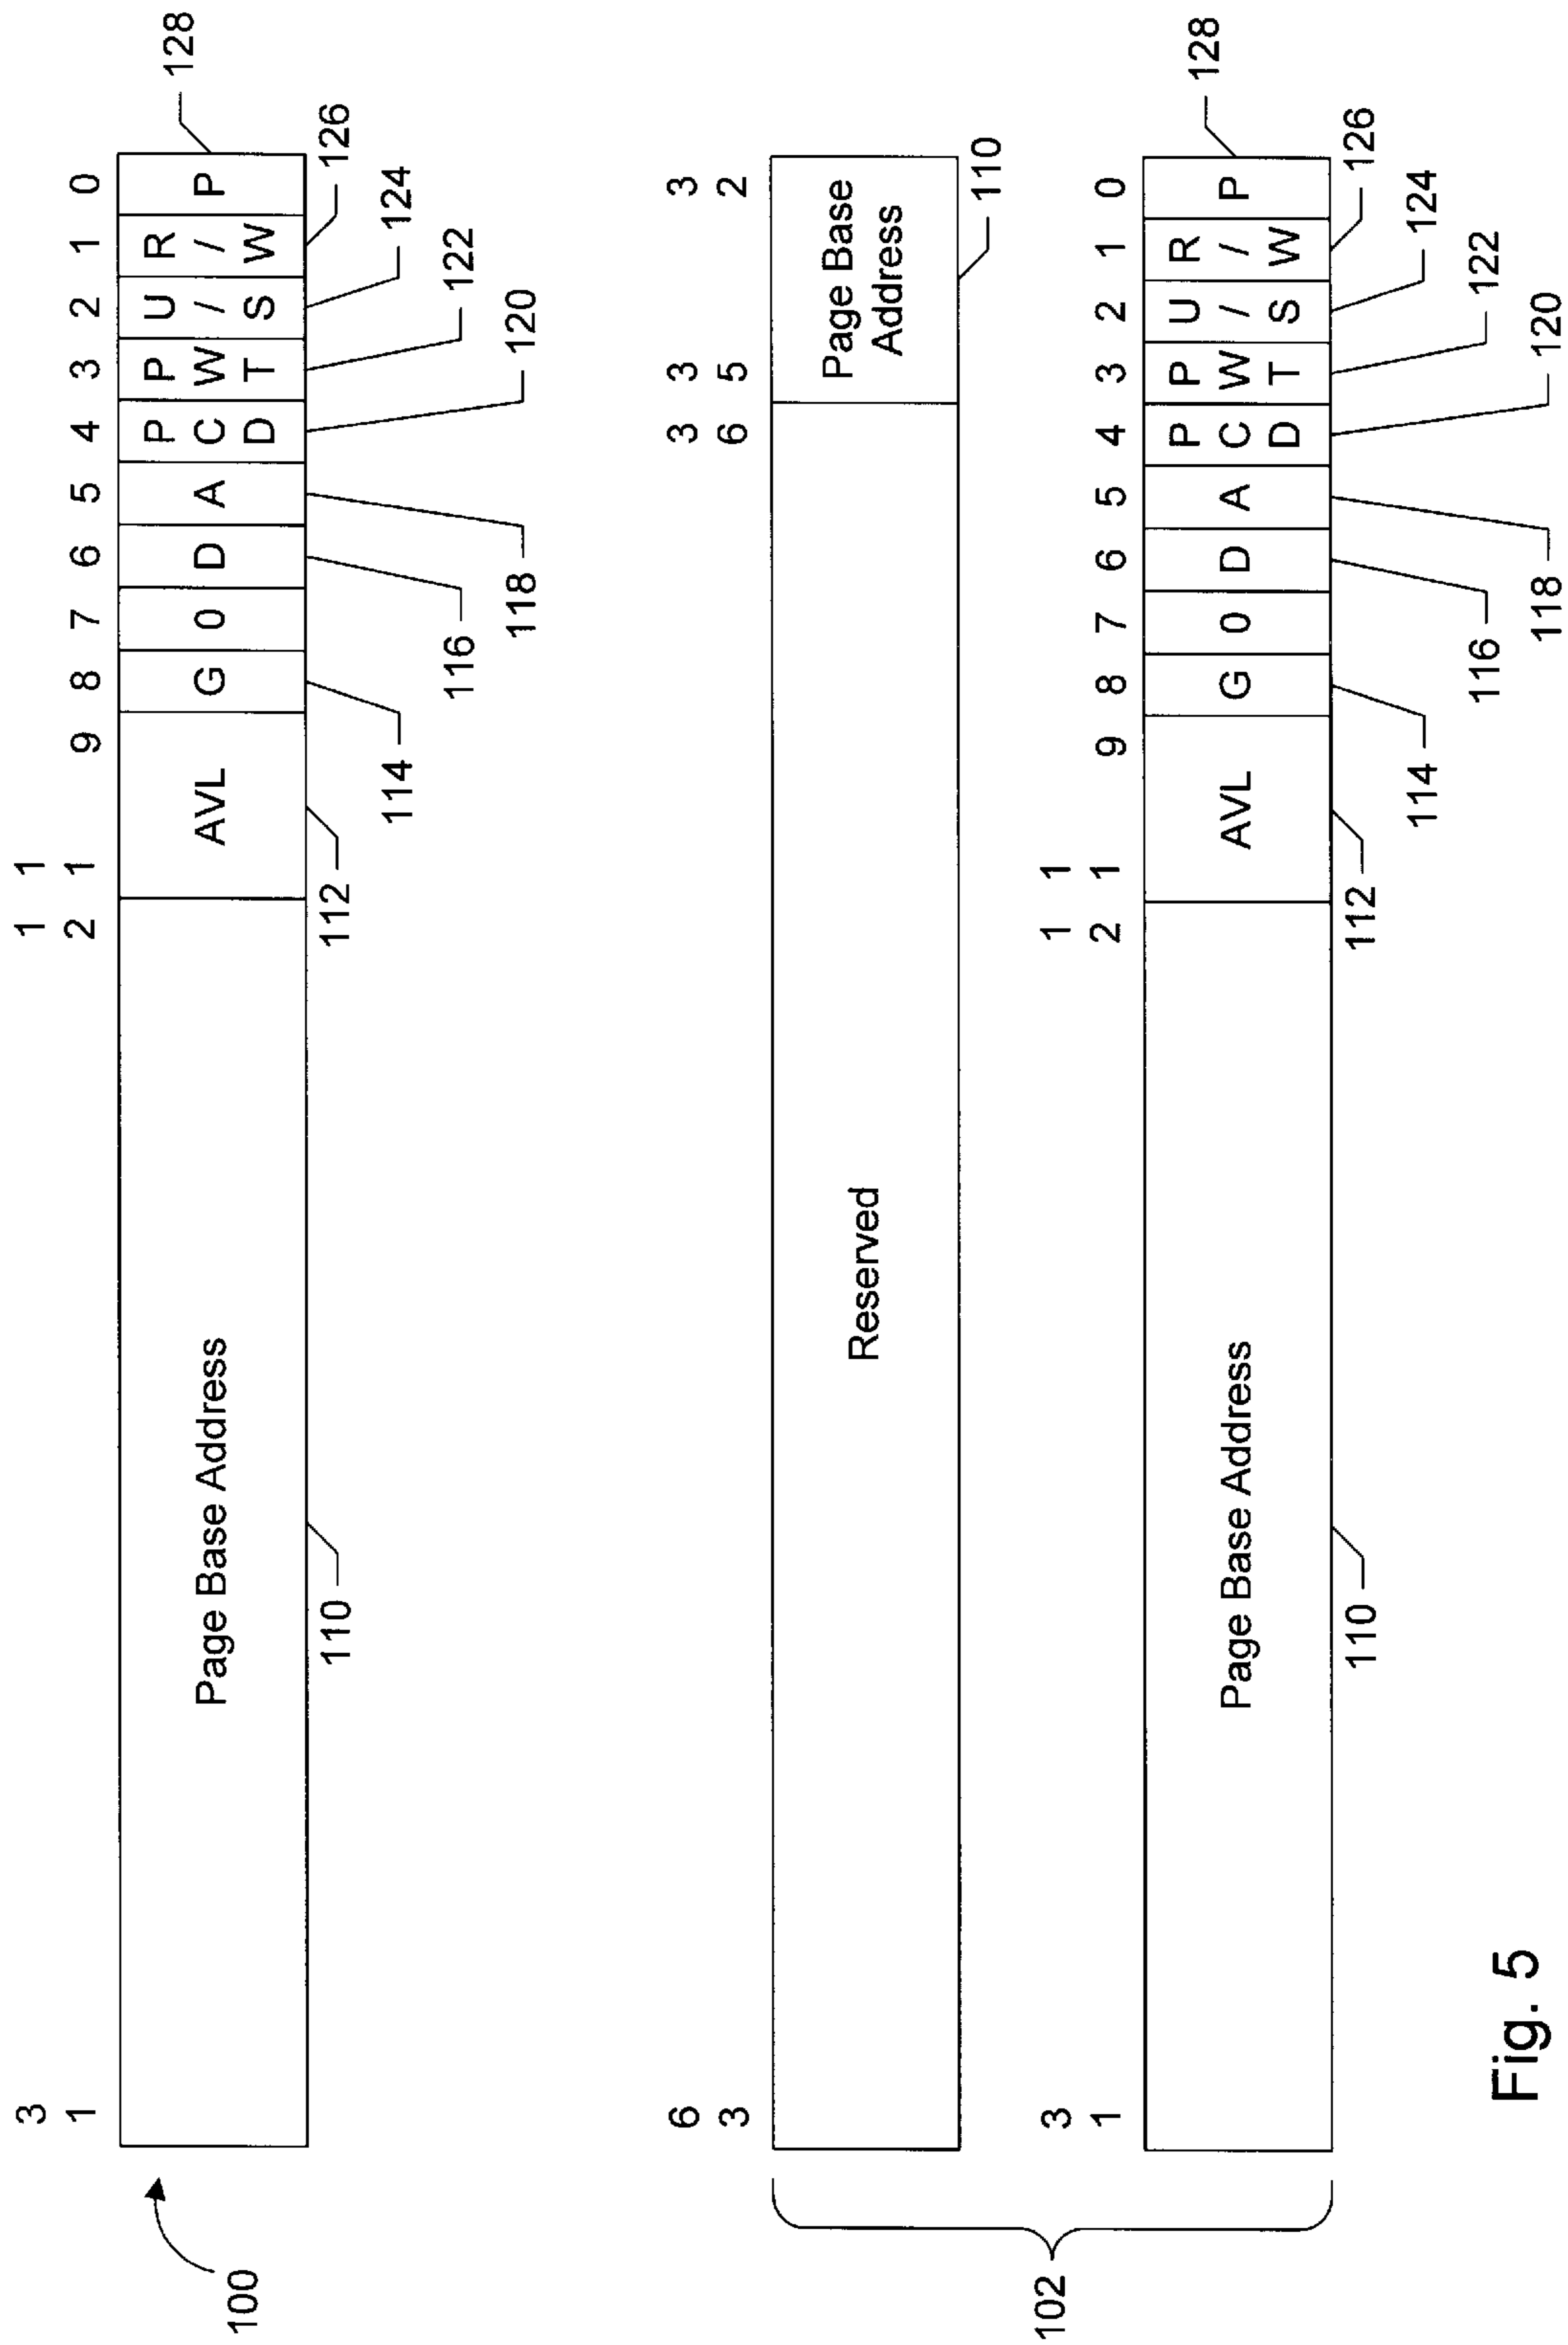 3 1 1
1 2 1 9 8 7 6 5 4 3 2 1 0
Page Base Address AVL G 0 D A P C D P W T U / S R / W P
100
110 112 114 116 118 120 122 124 126 128
6 3 3 3
3 6 5 2
Reserved Page Base Address
110
102
3 1 1
1 2 1 9 8 7 6 5 4 3 2 1 0
Page Base Address AVL G 0 D A P C D P W T U / S R / W P
110 112 114 116 118 120 122 124 126 128
Fig. 5